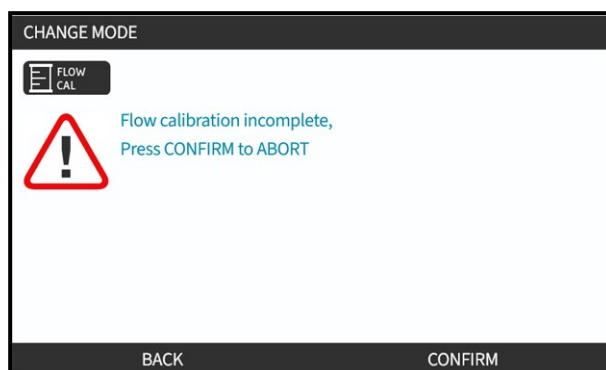 CHANGE MODE
FLOW
CAL
Flow calibration incomplete,
Press CONFIRM to ABORT
BACK CONFIRM